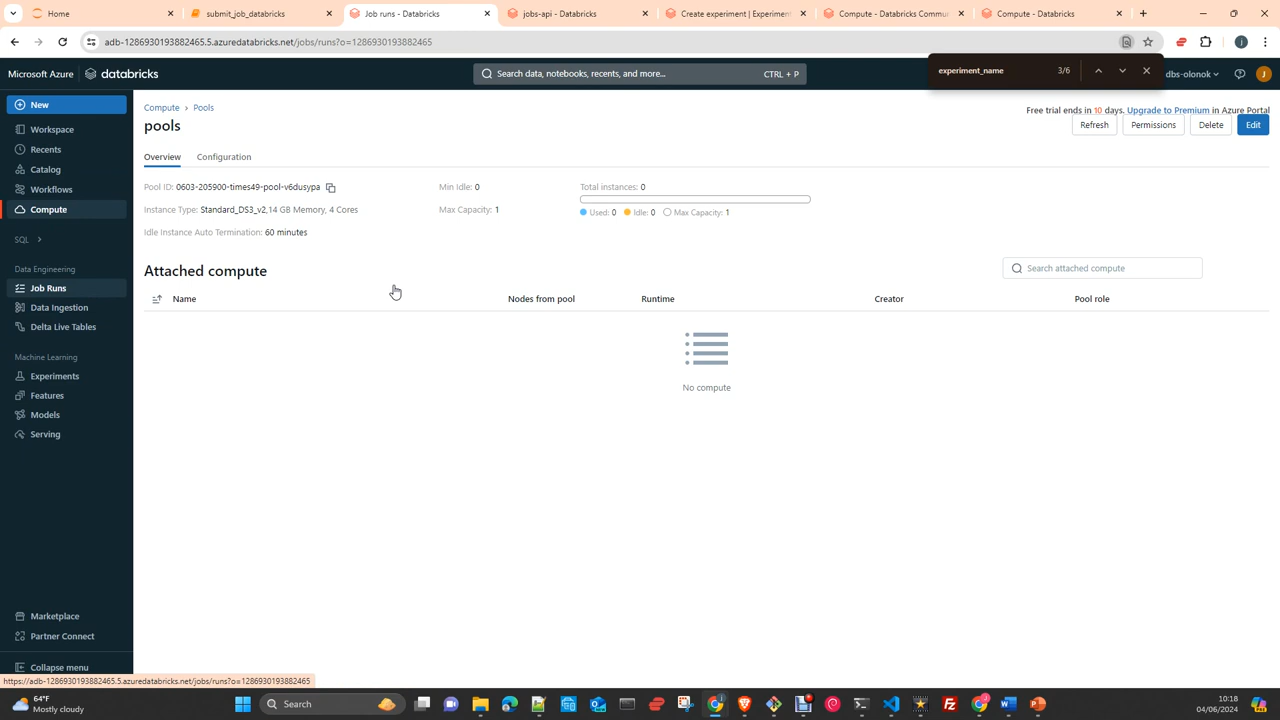 Home
submit_job_databricks
Job runs - Databricks
jobs-api - Databricks
Create experiment | Experiment
Compute - Databricks Commu
Compute - Databricks
adb-1286930193882465.5.azuredatabricks.net/jobs/runs?o=1286930193882465
experiment_name 3/6
Microsoft Azure databricks
Search data, notebooks, recents, and more... CTRL + P
dbs-olonok J
New
Workspace
Recents
Catalog
Workflows
Compute
SQL
Data Engineering
Job Runs
Data Ingestion
Delta Live Tables
Machine Learning
Experiments
Features
Models
Serving
Marketplace
Partner Connect
Collapse menu
Compute › Pools
pools
Free trial ends in 10 days. Upgrade to Premium in Azure Portal
Refresh Permissions Delete Edit
Overview Configuration
Pool ID: 0603-205900-times49-pool-v6dusypa
Min Idle: 0
Total instances: 0
Instance Type: Standard_DS3_v2,14 GB Memory, 4 Cores
Max Capacity: 1
Used: 0 Idle: 0 Max Capacity: 1
Idle Instance Auto Termination: 60 minutes
Attached compute
Search attached compute
Name Nodes from pool Runtime Creator Pool role
No compute
https://adb-1286930193882465.5.azuredatabricks.net/jobs/runs?o=1286930193882465
64°F
Mostly cloudy
Search
10:18
04/06/2024